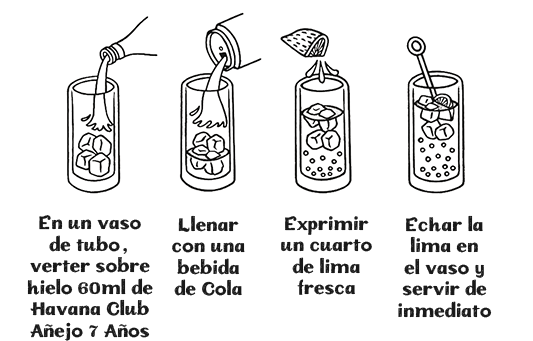 En un vaso
de tubo,
verter sobre
hielo 60ml de
Havana Club
Añejo 7 Años
Llenar
con una
bebida
de Cola
Exprimir
un cuarto
de lima
fresca
Echar la
lima en
el vaso y
servir de
inmediato